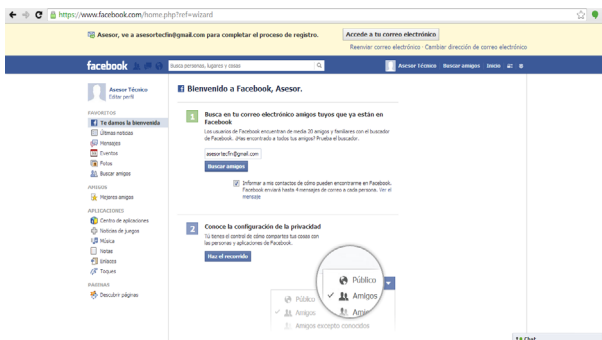 https://www.facebook.com/home.php?ref=wizard
Asesor, ve a asesortecfin@gmail.com para completar el proceso de registro.
Accede a tu correo electrónico
Reenviar correo electrónico · Cambiar dirección de correo electrónico
facebook
Busca personas, lugares y cosas
Asesor Técnico
Buscar amigos
Inicio
Asesor Técnico
Editar perfil
FAVORITOS
Te damos la bienvenida
Últimas noticias
Mensajes
Eventos
Fotos
Buscar amigos
AMIGOS
Mejores amigos
APLICACIONES
Centro de aplicaciones
Noticias de juegos
Música
Notas
Enlaces
Toques
PÁGINAS
Descubrir páginas
Bienvenido a Facebook, Asesor.
1
Busca en tu correo electrónico amigos tuyos que ya están en
Facebook
Los usuarios de Facebook encuentran de media 20 amigos y familiares con el buscador
de Facebook. ¿Has encontrado a todos tus amigos? Prueba el buscador.
asesortecfin@gmail.com
Buscar amigos
Informar a mis contactos de cómo pueden encontrarme en Facebook.
Facebook enviará hasta 4 mensajes de correo a cada persona. Ver el
mensaje
2
Conoce la configuración de la privacidad
Tú tienes el control de cómo compartes tus cosas con
las personas y aplicaciones de Facebook.
Haz el recorrido
Público
Amigos
Público
Amigos
Amigos excepto conocidos
Chat